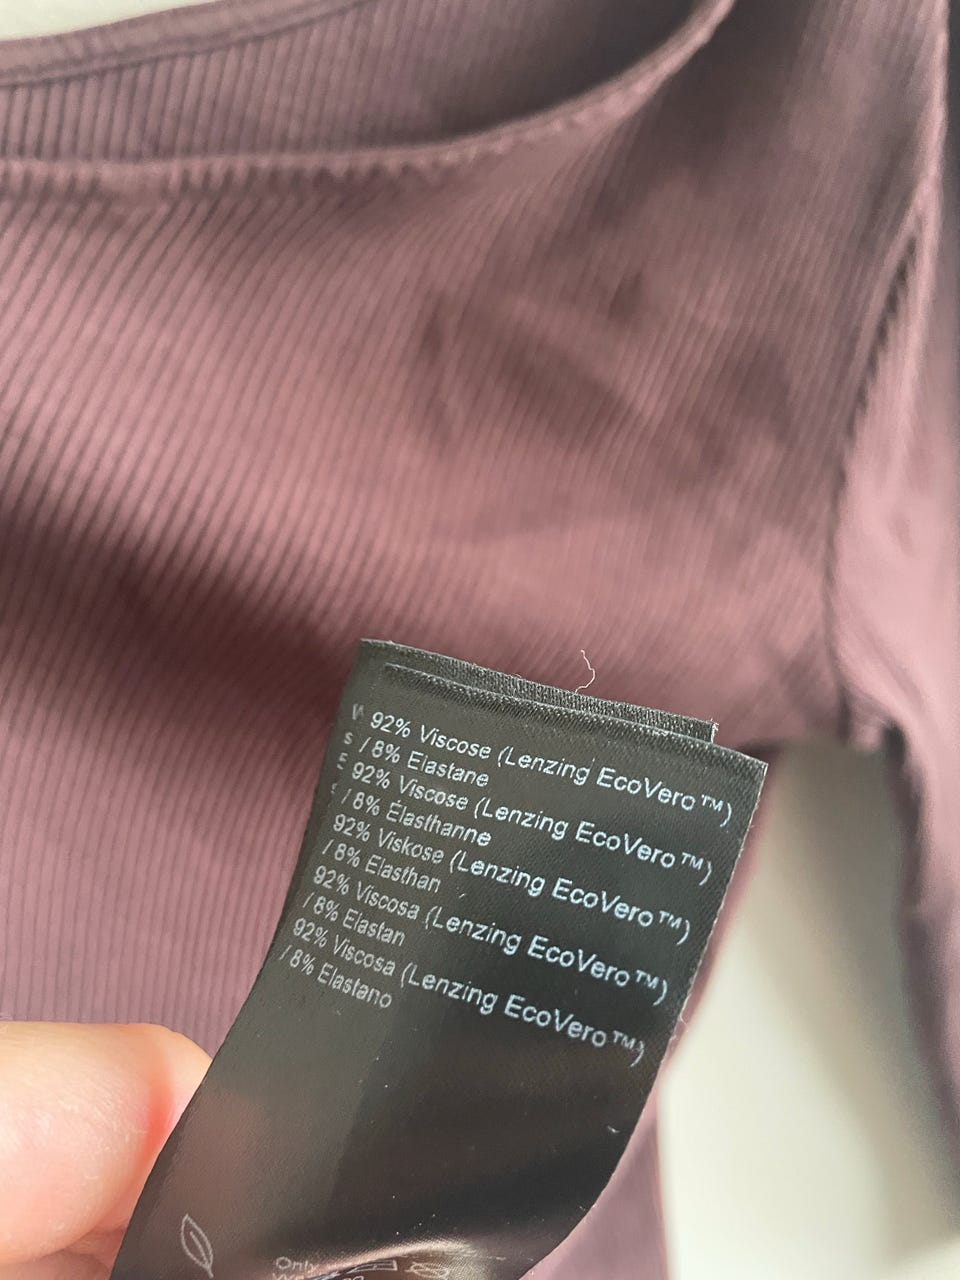 92% Viscose (Lenzing EcoVero™)
/ 8% Elastane
92% Viscose (Lenzing EcoVero™)
/ 8% Élasthanne
92% Viskose (Lenzing EcoVero™)
/ 8% Elasthan
92% Viscosa (Lenzing EcoVero™)
/ 8% Elastan
92% Viscosa (Lenzing EcoVero™)
/ 8% Elastano
Only